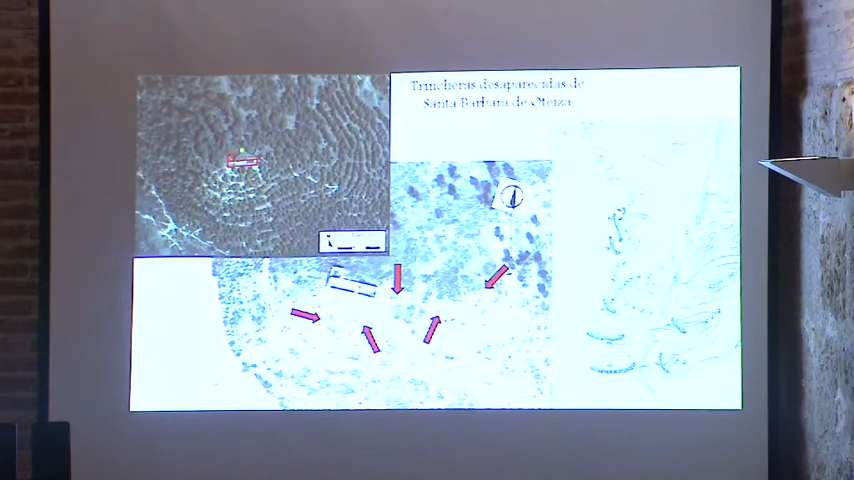 Trincheras desaparecidas de
Santa Bárbara de Oteiza